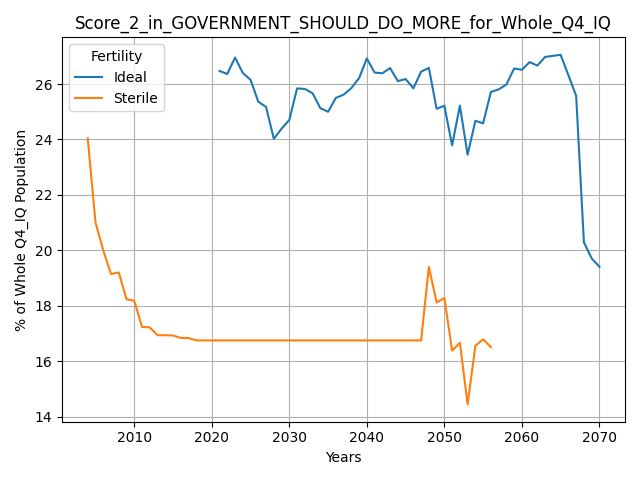 Score_2_in_GOVERNMENT_SHOULD_DO_MORE_for_Whole_Q4_IQ
Fertility
Ideal
Sterile
% of Whole Q4_IQ Population
26
24
22
20
18
16
14
2010
2020
2030
2040
2050
2060
2070
Years